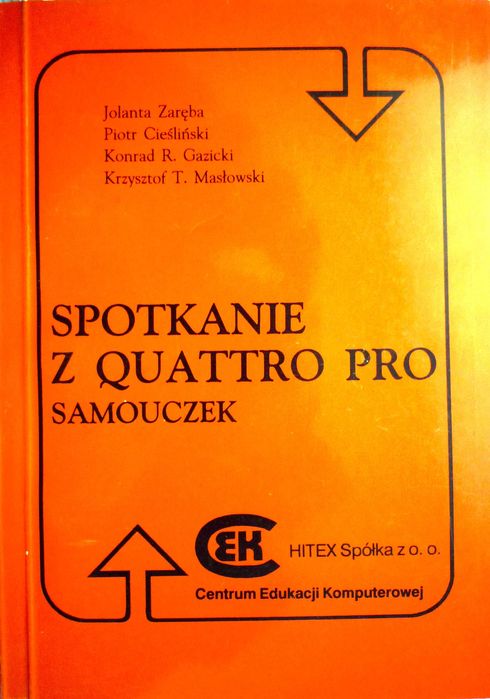 Jolanta Zaręba
Piotr Cieśliński
Konrad R. Gazicki
Krzysztof T. Masłowski
SPOTKANIE
Z QUATTRO PRO
SAMOUCZEK
CEK HITEX Spółka z o. o.
Centrum Edukacji Komputerowej